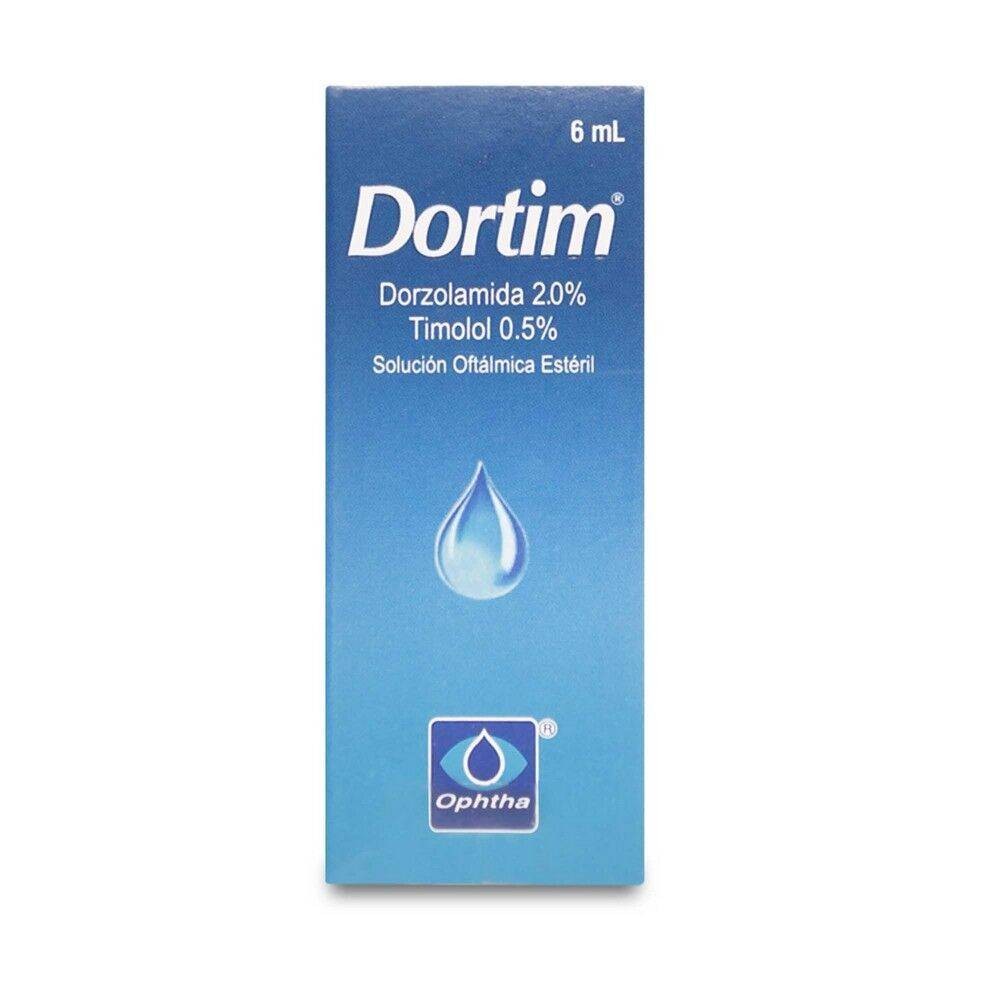 6 mL
Dortim®
Dorzolamida 2.0%
Timolol 0.5%
Solución Oftálmica Estéril
®
Ophtha